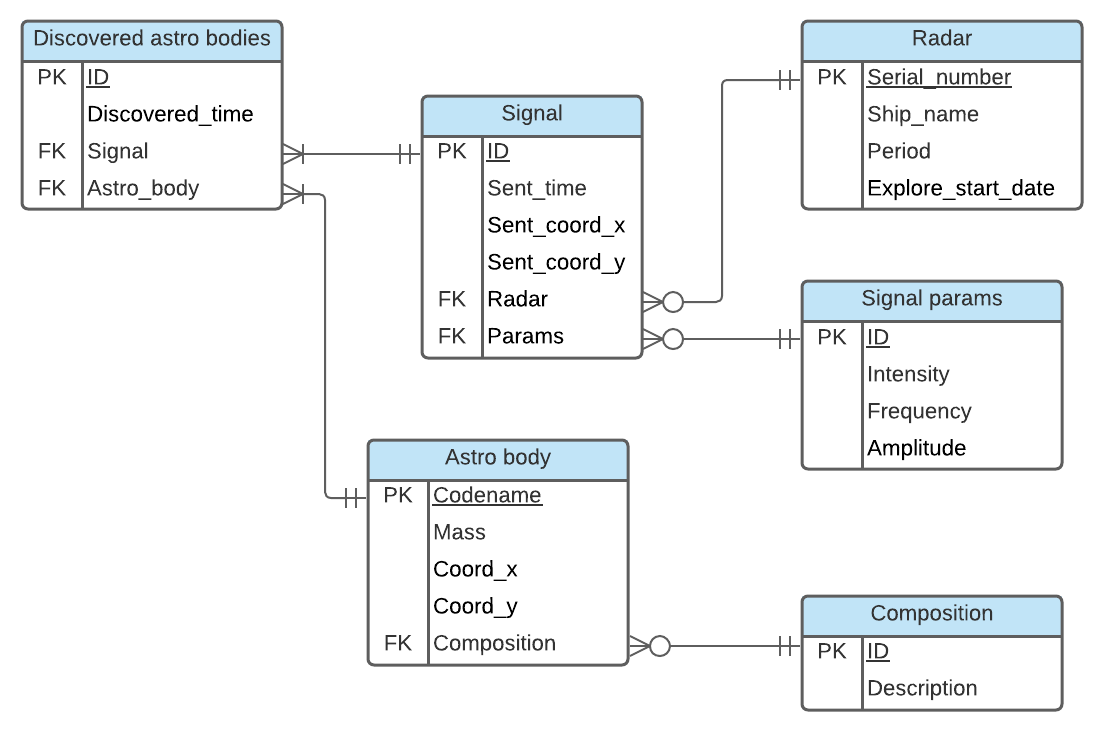 Discovered astro bodies
PK ID
Discovered_time
FK Signal
FK Astro_body
Signal
PK ID
Sent_time
Sent_coord_x
Sent_coord_y
FK Radar
FK Params
Radar
PK Serial_number
Ship_name
Period
Explore_start_date
Signal params
PK ID
Intensity
Frequency
Amplitude
Astro body
PK Codename
Mass
Coord_x
Coord_y
FK Composition
Composition
PK ID
Description